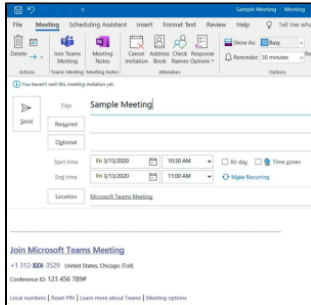 Sample Meeting - Meeting
File Meeting Scheduling Assistant Insert Format Text Review Help Tell me wha
Delete Join Teams Meeting Meeting Notes Cancel Invitation Address Book Check Names Response Options Show As: Busy
Reminder: 30 minutes
Actions Teams Meeting Meeting Notes Attendees Options
You haven't sent this meeting invitation yet.
Send
Title Sample Meeting
Required
Optional
Start time Fri 3/13/2020 10:30 AM All day Time zones
End time Fri 3/13/2020 11:00 AM Make Recurring
Location Microsoft Teams Meeting
Join Microsoft Teams Meeting
+1 312- -3529 United States, Chicago (Toll)
Conference ID: 123 456 789#
Local numbers | Reset PIN | Learn more about Teams | Meeting options